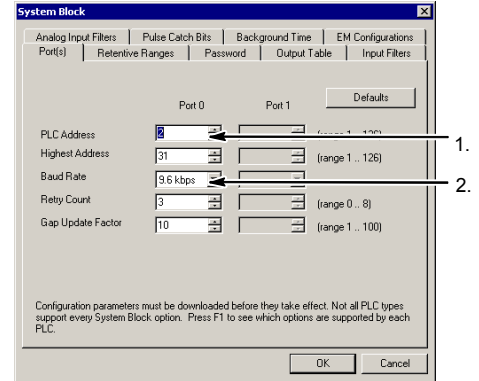 System Block
Analog Input Filters Pulse Catch Bits Background Time EM Configurations
Port(s) Retentive Ranges Password Output Table Input Filters
Defaults
Port 0 Port 1
PLC Address 2 (range 1 .. 126)
1.
Highest Address 31 (range 1 .. 126)
Baud Rate 9.6 kbps
2.
Retry Count 3 (range 0 .. 8)
Gap Update Factor 10 (range 1 .. 100)
Configuration parameters must be downloaded before they take effect. Not all PLC types
support every System Block option. Press F1 to see which options are supported by each
PLC.
OK Cancel